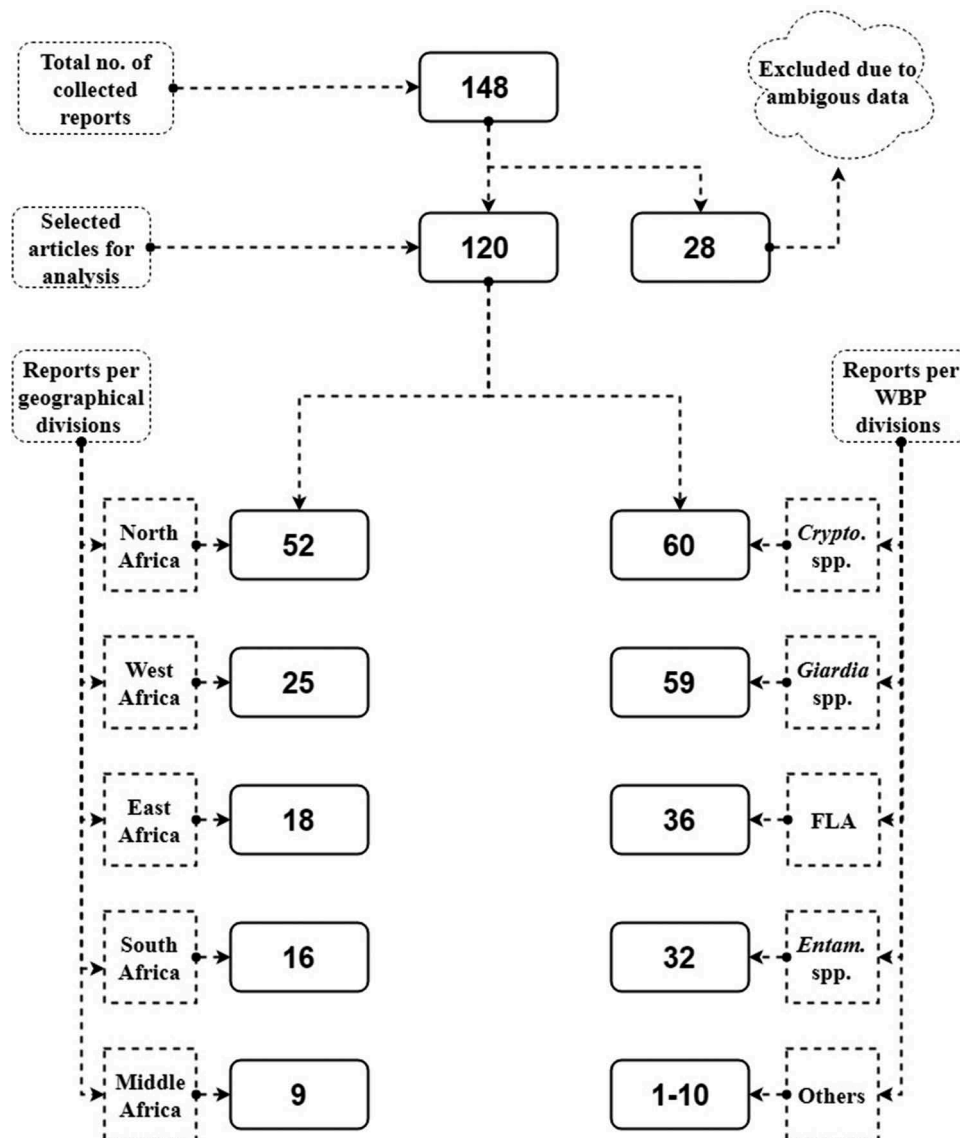 Total no. of
collected
reports
148
Excluded due to
ambigous data
Selected
articles for
analysis
120
28
Reports per
geographical
divisions
Reports per
WBP
divisions
North
Africa
52
60
Crypto.
spp.
West
Africa
25
59
Giardia
spp.
East
Africa
18
36
FLA
South
Africa
16
32
Entam.
spp.
Middle
Africa
9
1-10
Others